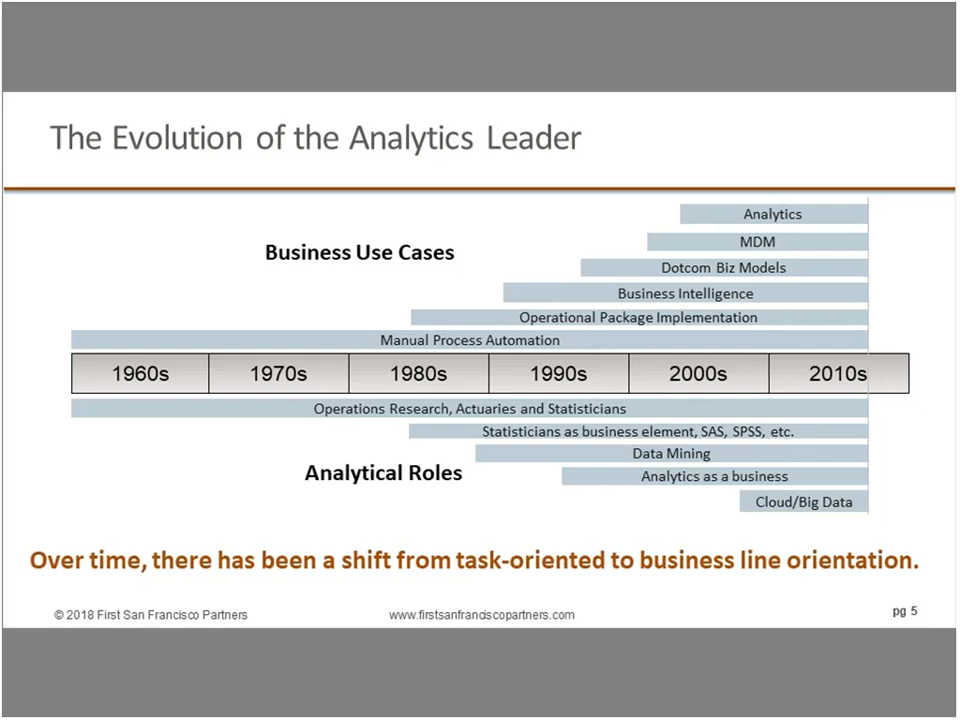 The Evolution of the Analytics Leader
Analytics
MDM
Business Use Cases
Dotcom Biz Models
Business Intelligence
Operational Package Implementation
Manual Process Automation
1960s 1970s 1980s 1990s 2000s 2010s
Operations Research, Actuaries and Statisticians
Statisticians as business element, SAS, SPSS, etc.
Data Mining
Analytical Roles
Analytics as a business
Cloud/Big Data
Over time, there has been a shift from task-oriented to business line orientation.
© 2018 First San Francisco Partners www.firstsanfranciscopartners.com pg 5